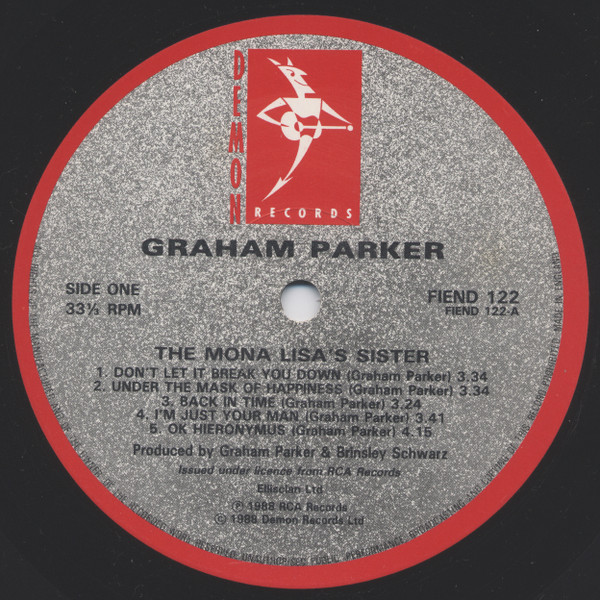 DEMON
RECORDS
GRAHAM PARKER
SIDE ONE
33⅓ RPM
FIEND 122
FIEND 122-A
THE MONA LISA'S SISTER
1. DON'T LET IT BREAK YOU DOWN (Graham Parker) 3.34
2. UNDER THE MASK OF HAPPINESS (Graham Parker) 3.34
3. BACK IN TIME (Graham Parker) 3.24
4. I'M JUST YOUR MAN (Graham Parker) 3.41
5. OK HIERONYMUS (Graham Parker) 4.15
Produced by Graham Parker & Brinsley Schwarz
Issued under licence from RCA Records
Ellisclan Ltd
℗ 1988 RCA Records
© 1988 Demon Records Ltd
MADE IN ENGLAND